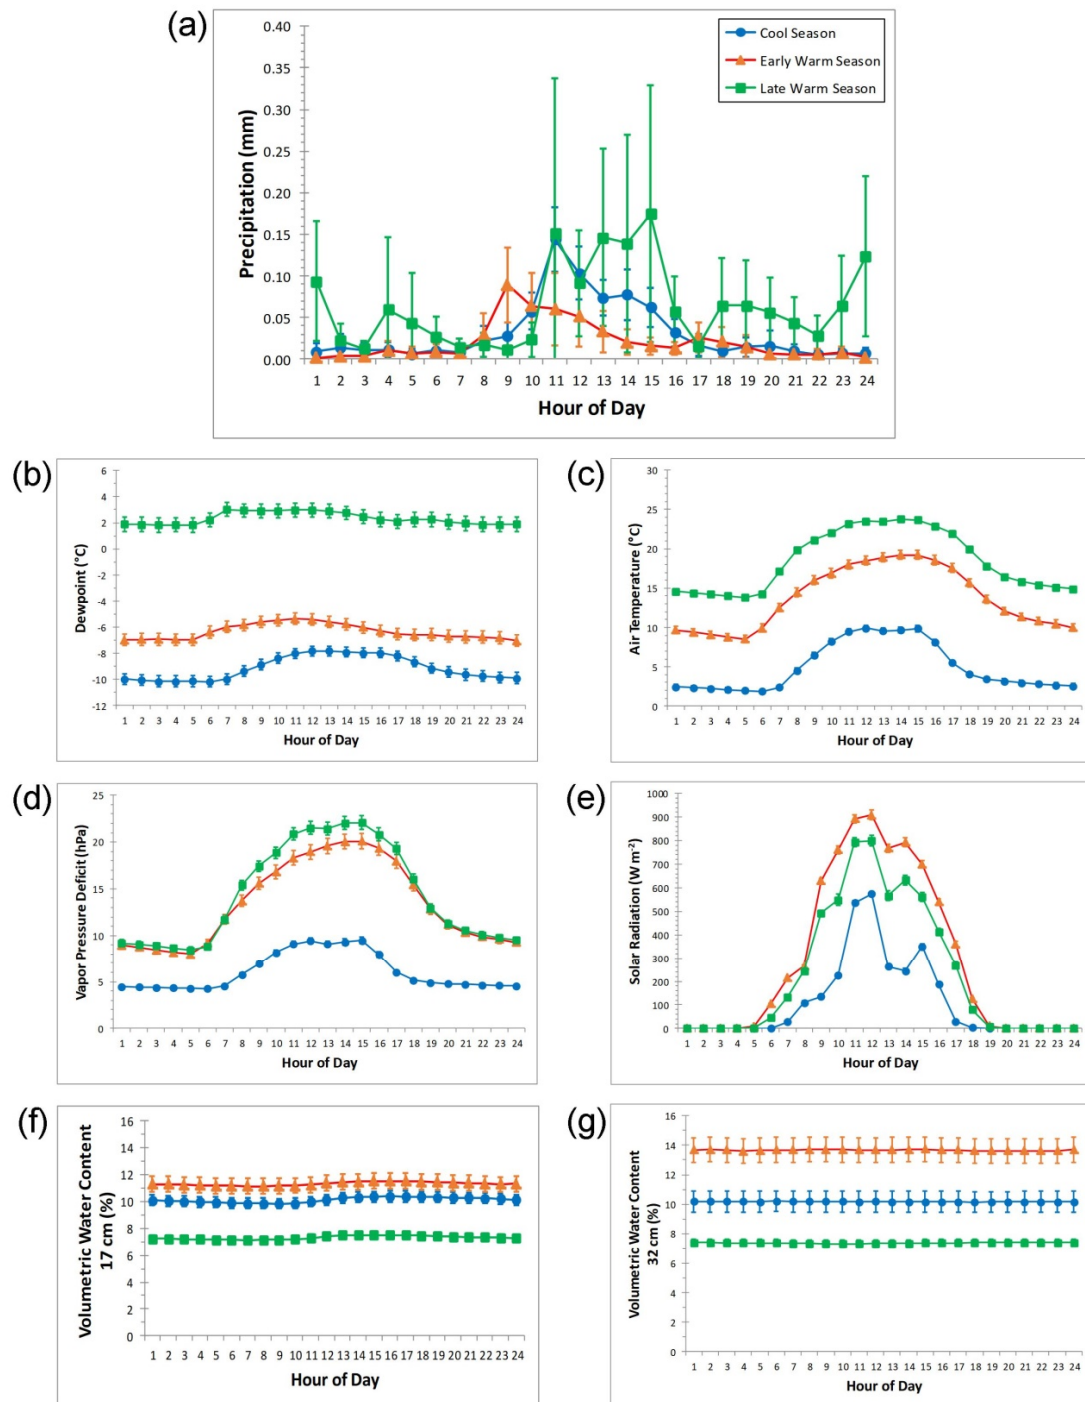 (a)
0.40
0.35
0.30
0.25
0.20
0.15
0.10
0.05
0.00
Precipitation (mm)
Cool Season
Early Warm Season
Late Warm Season
1 2 3 4 5 6 7 8 9 10 11 12 13 14 15 16 17 18 19 20 21 22 23 24
Hour of Day
(b)
6
4
2
0
-2
-4
-6
-8
-10
-12
Dewpoint (°C)
1 2 3 4 5 6 7 8 9 10 11 12 13 14 15 16 17 18 19 20 21 22 23 24
Hour of Day
(c)
30
25
20
15
10
5
0
Air Temperature (°C)
1 2 3 4 5 6 7 8 9 10 11 12 13 14 15 16 17 18 19 20 21 22 23 24
Hour of Day
(d)
25
20
15
10
5
0
Vapor Pressure Deficit (hPa)
1 2 3 4 5 6 7 8 9 10 11 12 13 14 15 16 17 18 19 20 21 22 23 24
Hour of Day
(e)
1000
900
800
700
600
500
400
300
200
100
0
Solar Radiation (W m⁻²)
1 2 3 4 5 6 7 8 9 10 11 12 13 14 15 16 17 18 19 20 21 22 23 24
Hour of Day
(f)
16
14
12
10
8
6
4
2
0
Volumetric Water Content
17 cm (%)
1 2 3 4 5 6 7 8 9 10 11 12 13 14 15 16 17 18 19 20 21 22 23 24
Hour of Day
(g)
16
14
12
10
8
6
4
2
0
Volumetric Water Content
32 cm (%)
1 2 3 4 5 6 7 8 9 10 11 12 13 14 15 16 17 18 19 20 21 22 23 24
Hour of Day